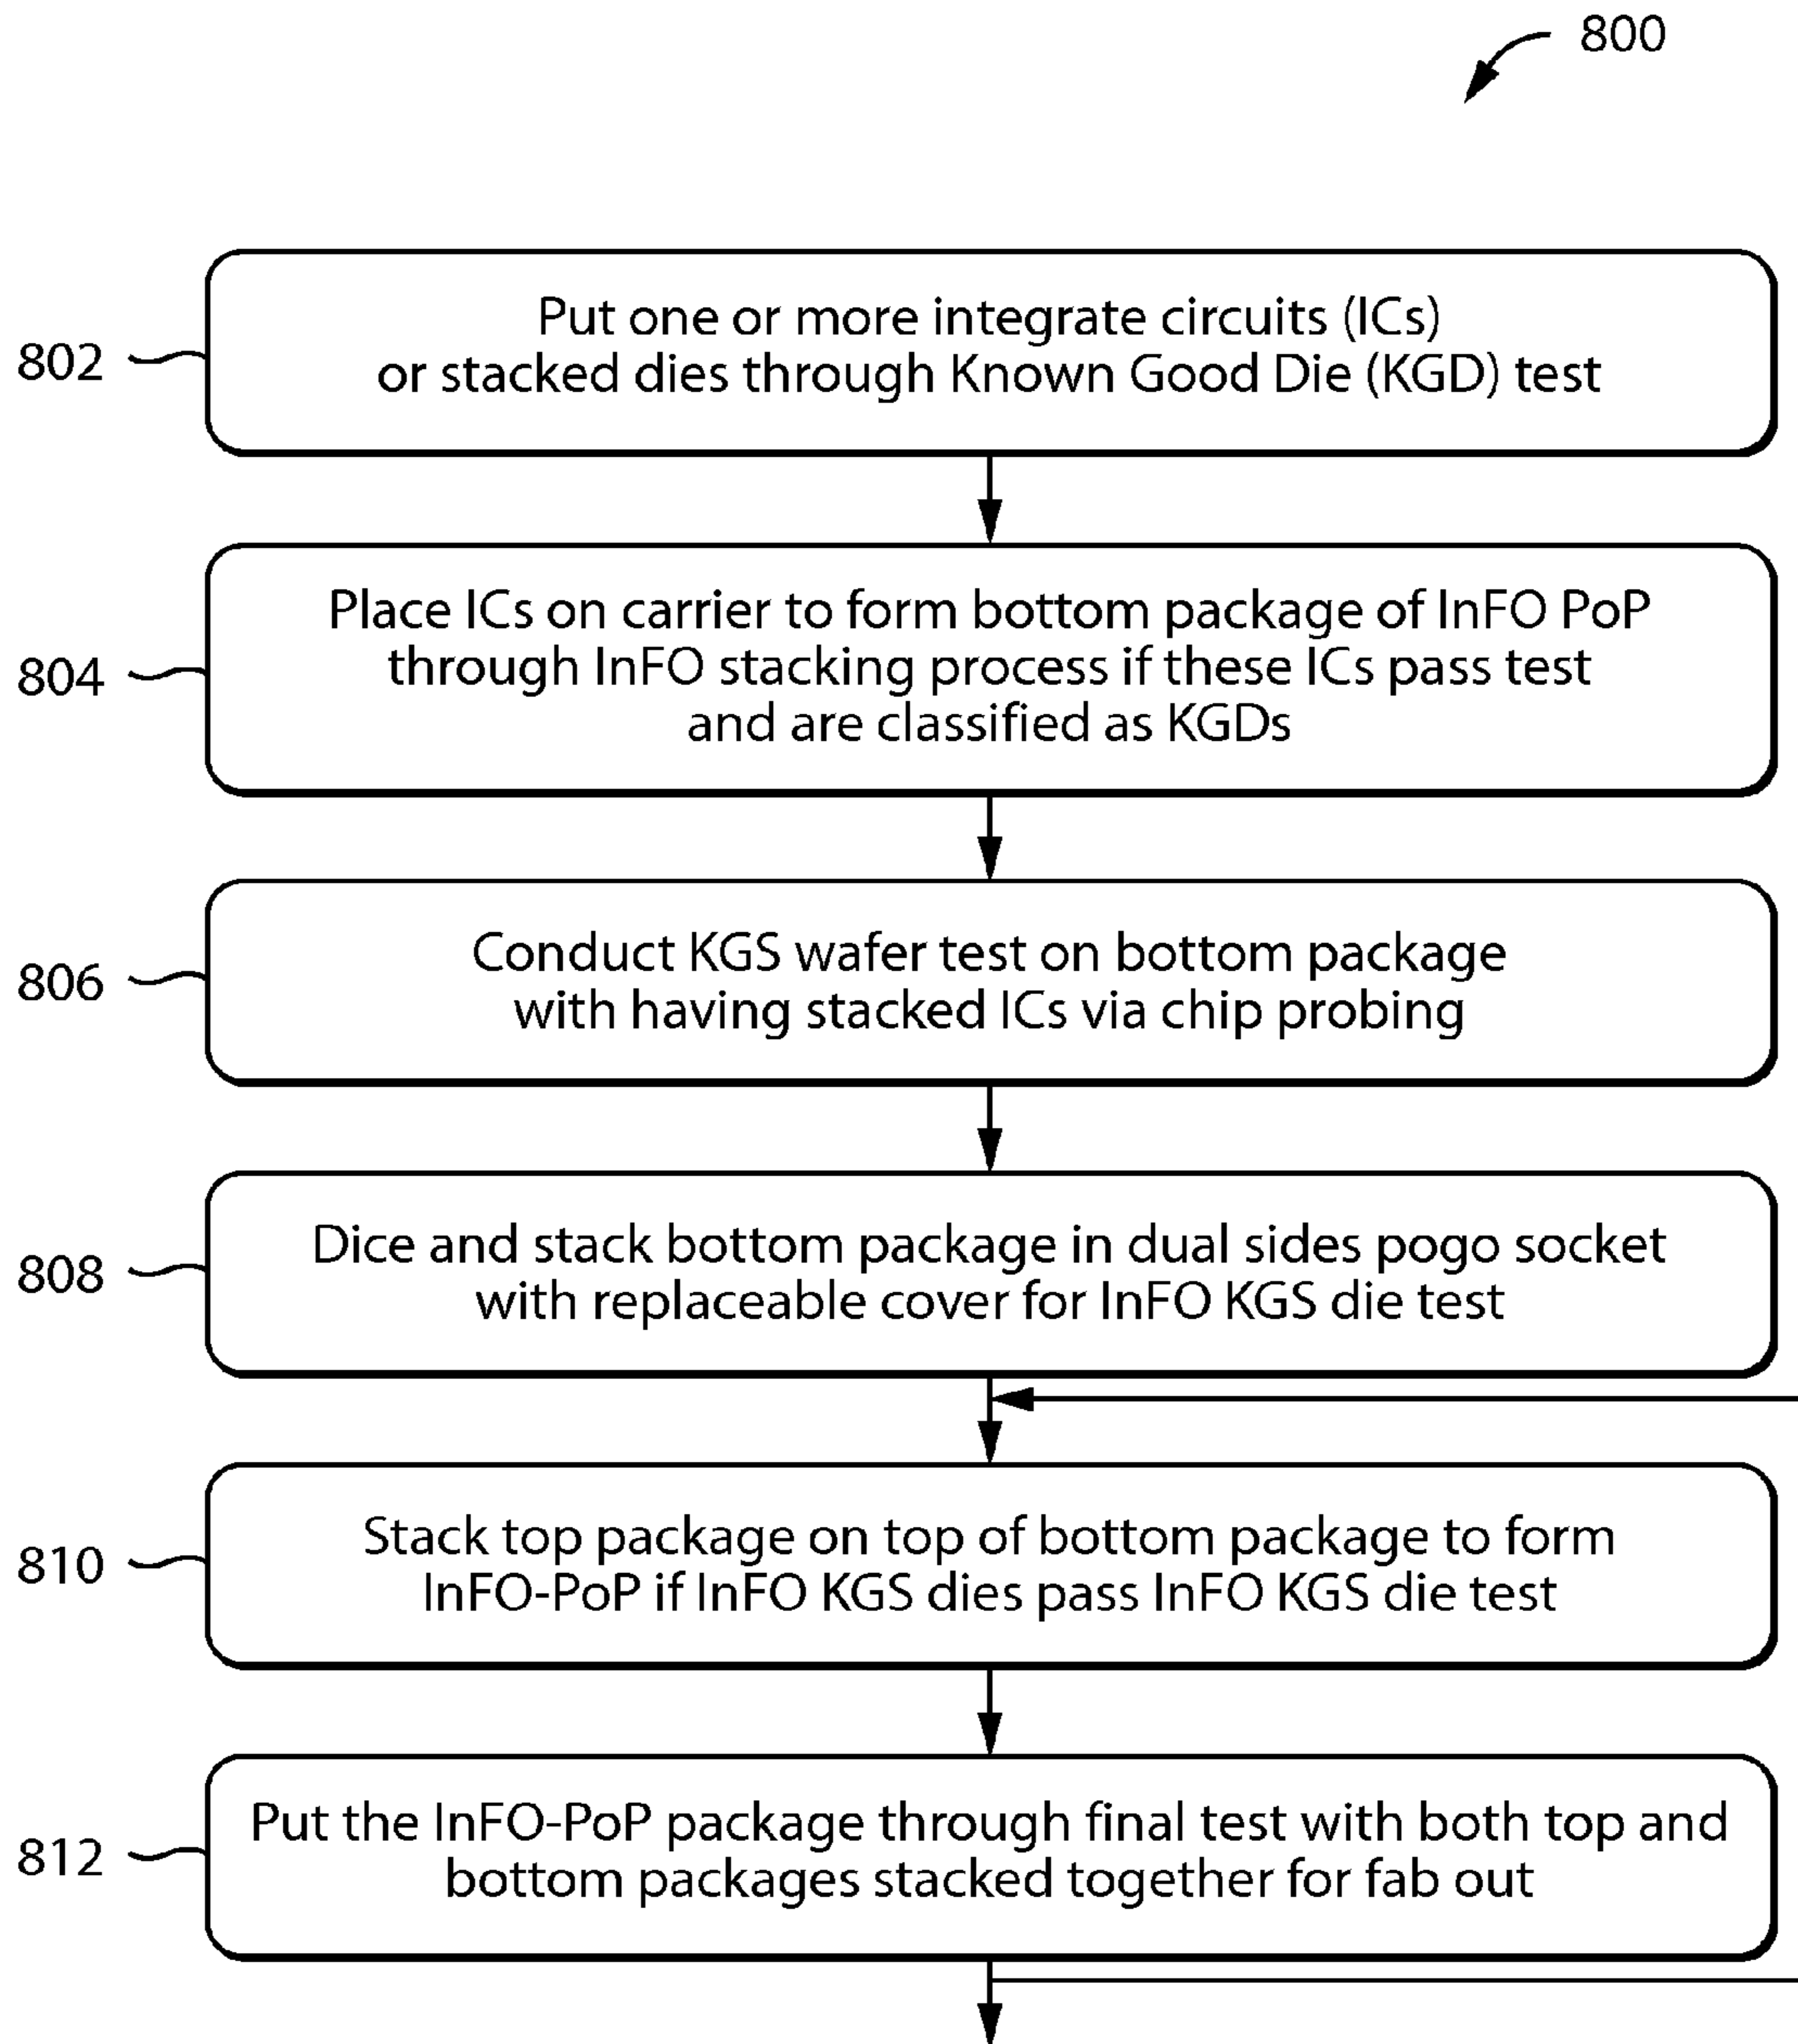 800
802
Put one or more integrate circuits (ICs)
or stacked dies through Known Good Die (KGD) test
804
Place ICs on carrier to form bottom package of InFO PoP
through InFO stacking process if these ICs pass test
and are classified as KGDs
806
Conduct KGS wafer test on bottom package
with having stacked ICs via chip probing
808
Dice and stack bottom package in dual sides pogo socket
with replaceable cover for InFO KGS die test
810
Stack top package on top of bottom package to form
InFO-PoP if InFO KGS dies pass InFO KGS die test
812
Put the InFO-PoP package through final test with both top and
bottom packages stacked together for fab out